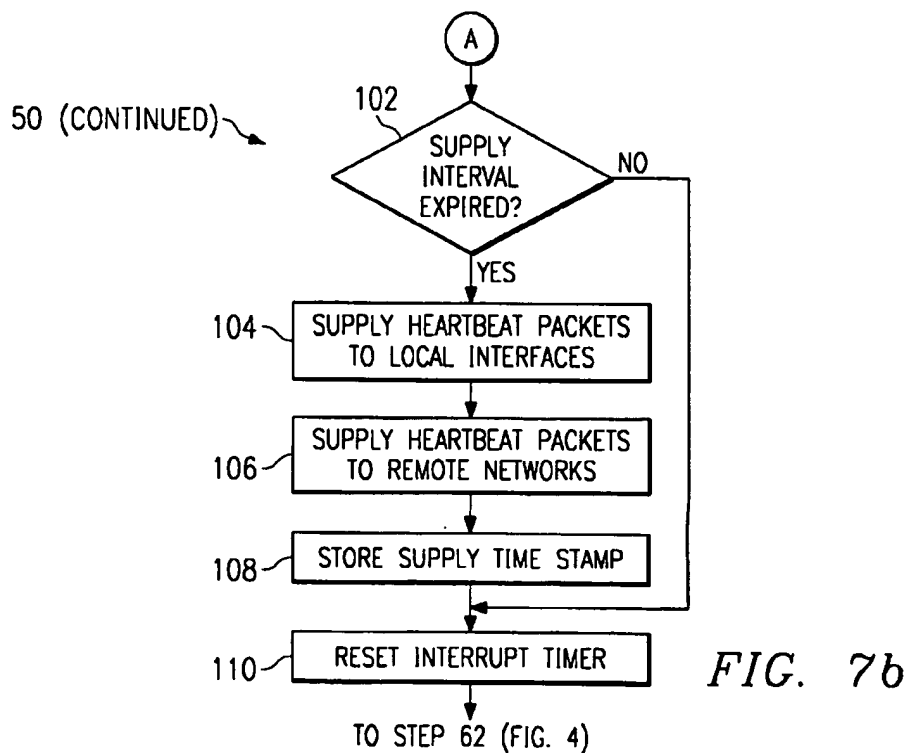 A
50 (CONTINUED)
102
SUPPLY
INTERVAL
EXPIRED?
NO
YES
104
SUPPLY HEARTBEAT PACKETS
TO LOCAL INTERFACES
106
SUPPLY HEARTBEAT PACKETS
TO REMOTE NETWORKS
108
STORE SUPPLY TIME STAMP
110
RESET INTERRUPT TIMER
FIG. 7b
TO STEP 62 (FIG. 4)